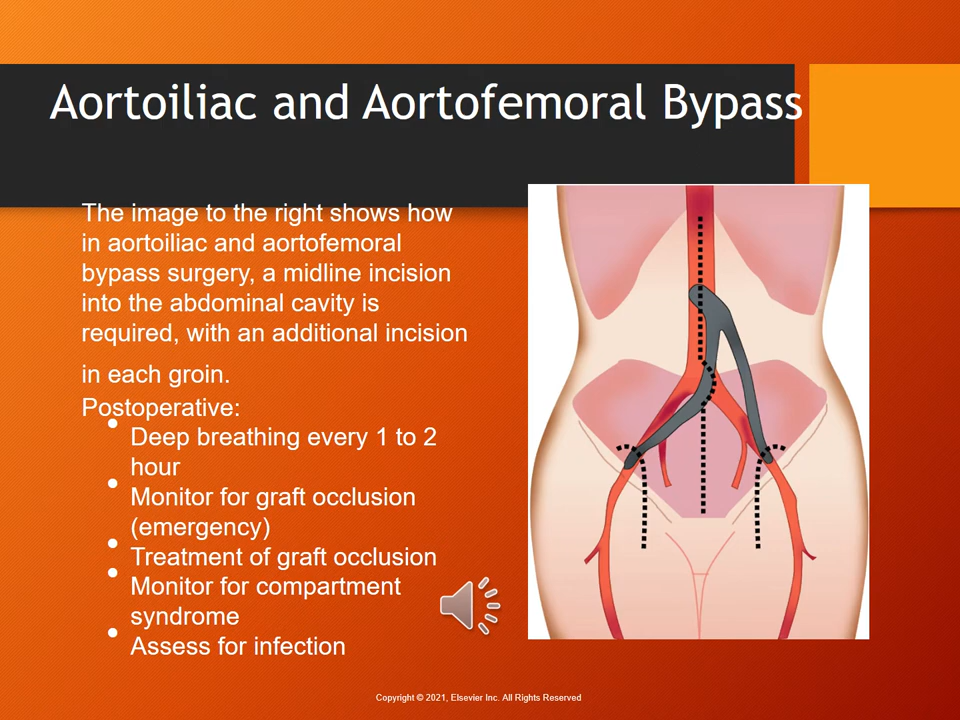 Aortoiliac and Aortofemoral Bypass
The image to the right shows how
in aortoiliac and aortofemoral
bypass surgery, a midline incision
into the abdominal cavity is
required, with an additional incision
in each groin.
Postoperative:
• Deep breathing every 1 to 2
hour
• Monitor for graft occlusion
(emergency)
• Treatment of graft occlusion
• Monitor for compartment
syndrome
• Assess for infection
Copyright © 2021, Elsevier Inc. All Rights Reserved